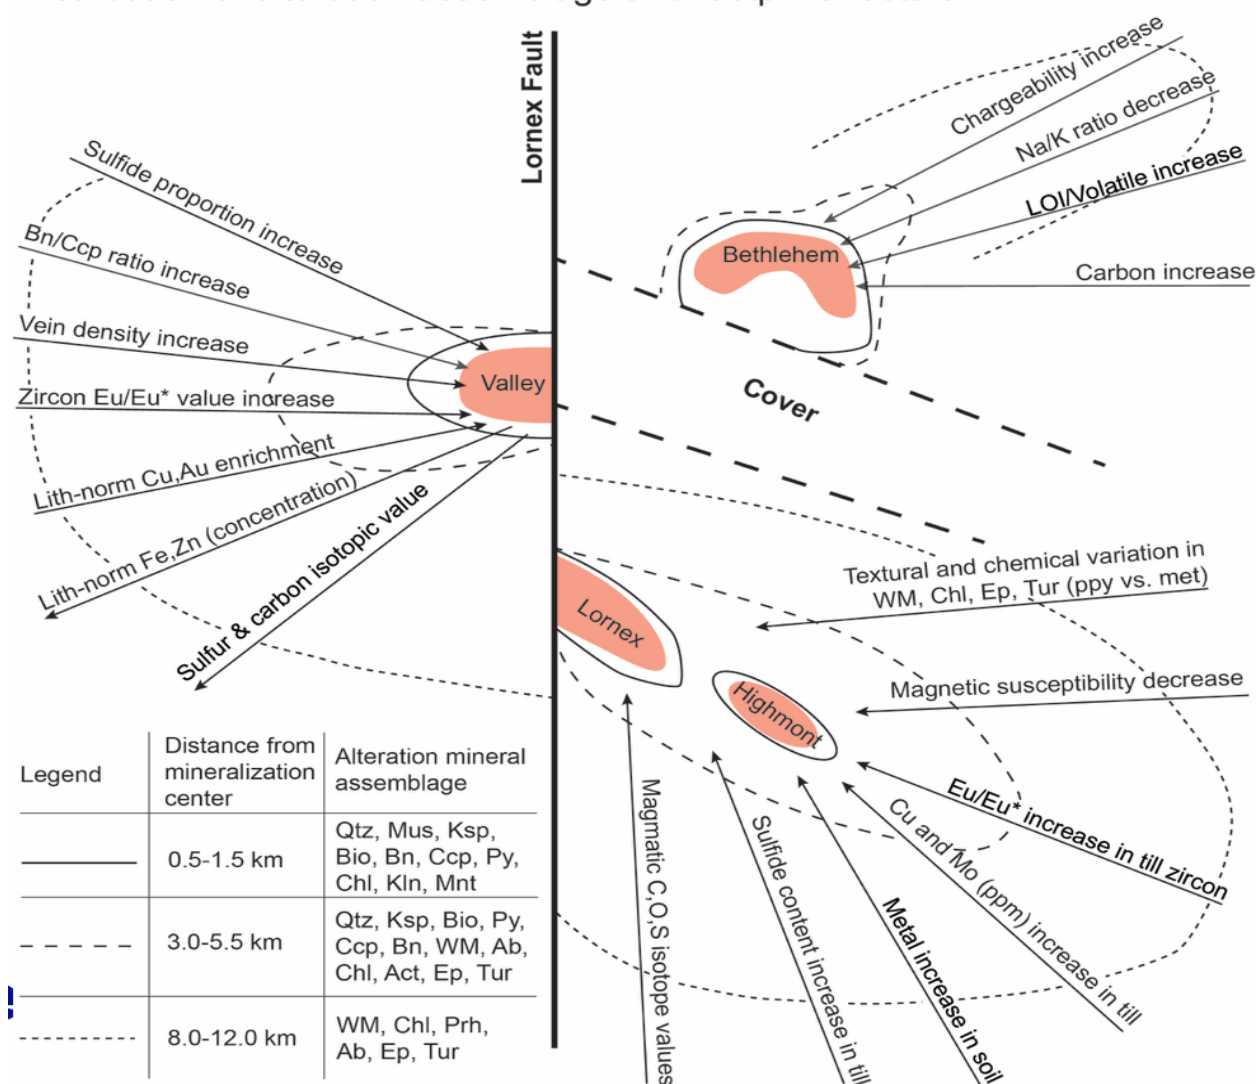 Lornex Fault
Chargeability increase
Na/K ratio decrease
LOI/Volatile increase
Carbon increase
Bethlehem
Sulfide proportion increase
Bn/Ccp ratio increase
Vein density increase
Zircon Eu/Eu* value increase
Lith-norm Cu,Au enrichment
Lith-norm Fe,Zn (concentration)
Sulfur & carbon isotopic value
Valley
Cover
Textural and chemical variation in
WM, Chl, Ep, Tur (ppy vs. met)
Lornex
Highmont
Magnetic susceptibility decrease
Eu/Eu* increase in till zircon
Cu and Mo (ppm) increase in till
Metal increase in soil
Sulfide content increase in till
Magmatic C,O,S isotope values
Legend
Distance from
mineralization
center
Alteration mineral
assemblage
0.5-1.5 km
Qtz, Mus, Ksp,
Bio, Bn, Ccp, Py,
Chl, Kln, Mnt
3.0-5.5 km
Qtz, Ksp, Bio, Py,
Ccp, Bn, WM, Ab,
Chl, Act, Ep, Tur
8.0-12.0 km
WM, Chl, Prh,
Ab, Ep, Tur